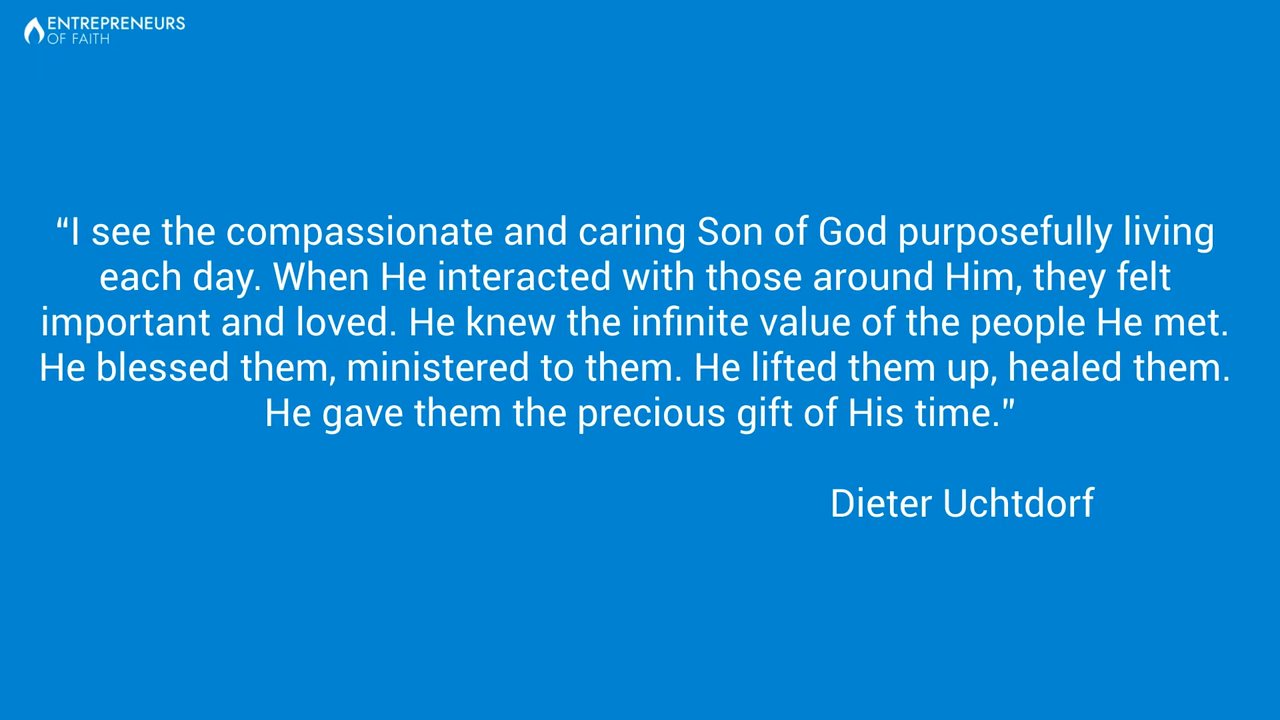 ENTREPRENEURS
OF FAITH
“I see the compassionate and caring Son of God purposefully living
each day. When He interacted with those around Him, they felt
important and loved. He knew the infinite value of the people He met.
He blessed them, ministered to them. He lifted them up, healed them.
He gave them the precious gift of His time.”
Dieter Uchtdorf